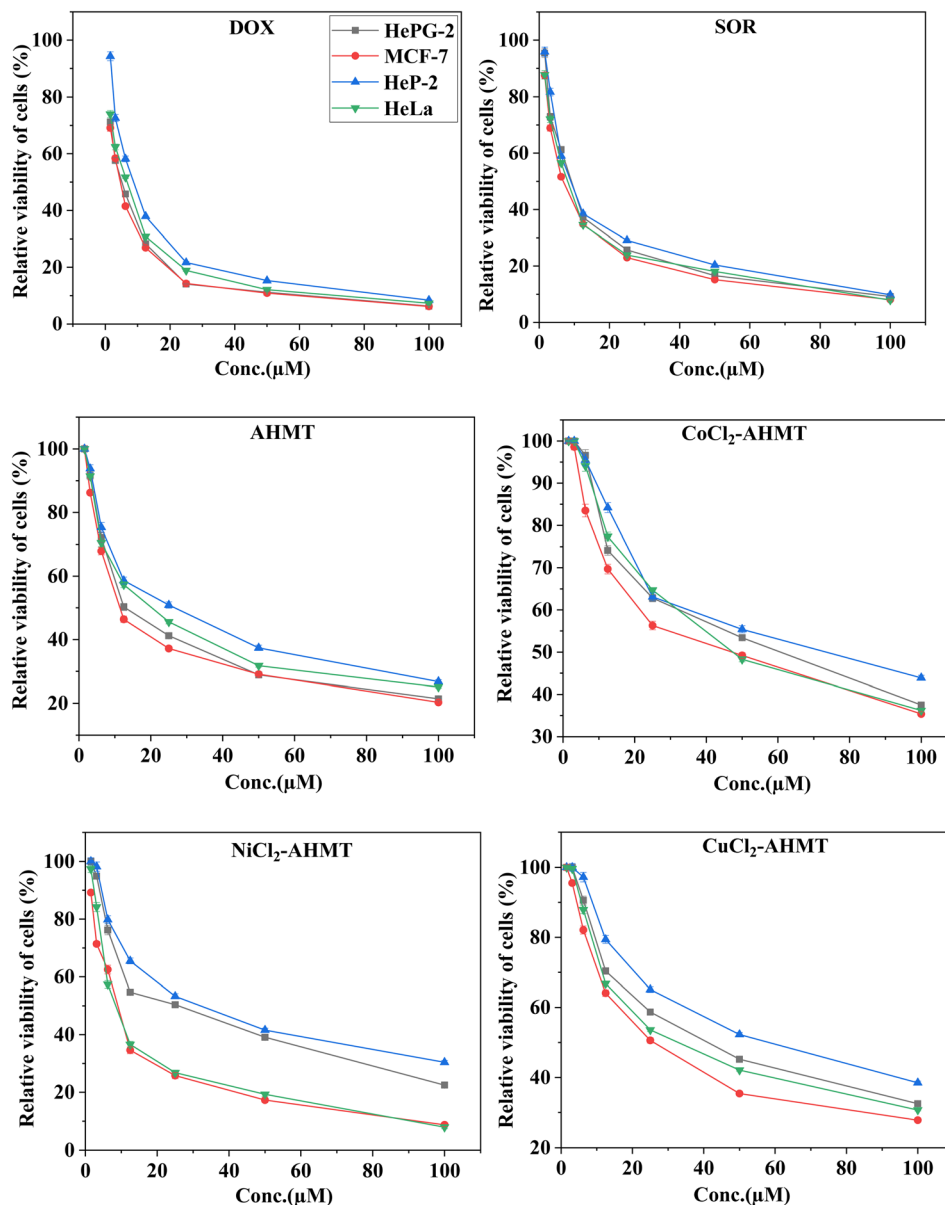 DOX
HePG-2
MCF-7
HeP-2
HeLa
Relative viability of cells (%)
100
80
60
40
20
0
0 20 40 60 80 100
Conc.(µM)
SOR
Relative viability of cells (%)
100
80
60
40
20
0
0 20 40 60 80 100
Conc.(µM)
AHMT
Relative viability of cells (%)
100
80
60
40
20
0 20 40 60 80 100
Conc.(µM)
CoCl₂-AHMT
Relative viability of cells (%)
100
90
80
70
60
50
40
30
0 20 40 60 80 100
Conc.(µM)
NiCl₂-AHMT
Relative viability of cells (%)
100
80
60
40
20
0
0 20 40 60 80 100
Conc.(µM)
CuCl₂-AHMT
Relative viability of cells (%)
100
80
60
40
20
0 20 40 60 80 100
Conc.(µM)